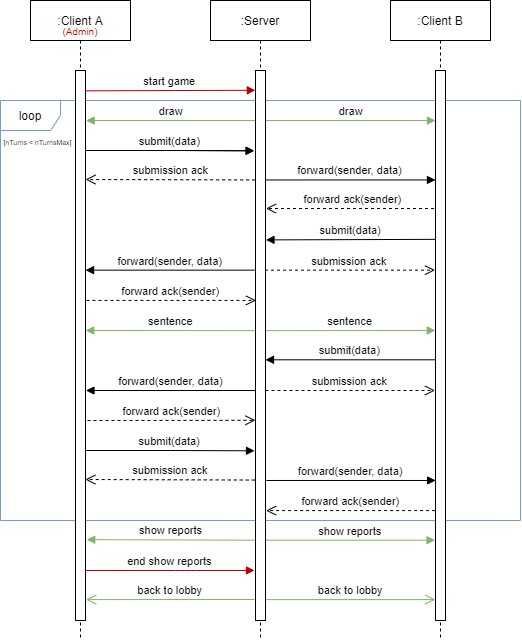 :Client A
(Admin)
:Server
:Client B
start game
loop
draw
draw
[nTurns < nTurnsMax]
submit(data)
submission ack
forward(sender, data)
forward ack(sender)
submit(data)
forward(sender, data)
submission ack
forward ack(sender)
sentence
sentence
submit(data)
forward(sender, data)
submission ack
forward ack(sender)
submit(data)
submission ack
forward(sender, data)
forward ack(sender)
show reports
show reports
end show reports
back to lobby
back to lobby